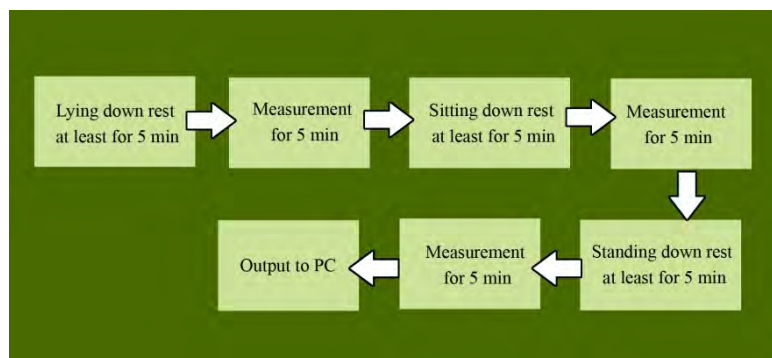 Lying down rest
at least for 5 min
Measurement
for 5 min
Sitting down rest
at least for 5 min
Measurement
for 5 min
Standing down rest
at least for 5 min
Measurement
for 5 min
Output to PC